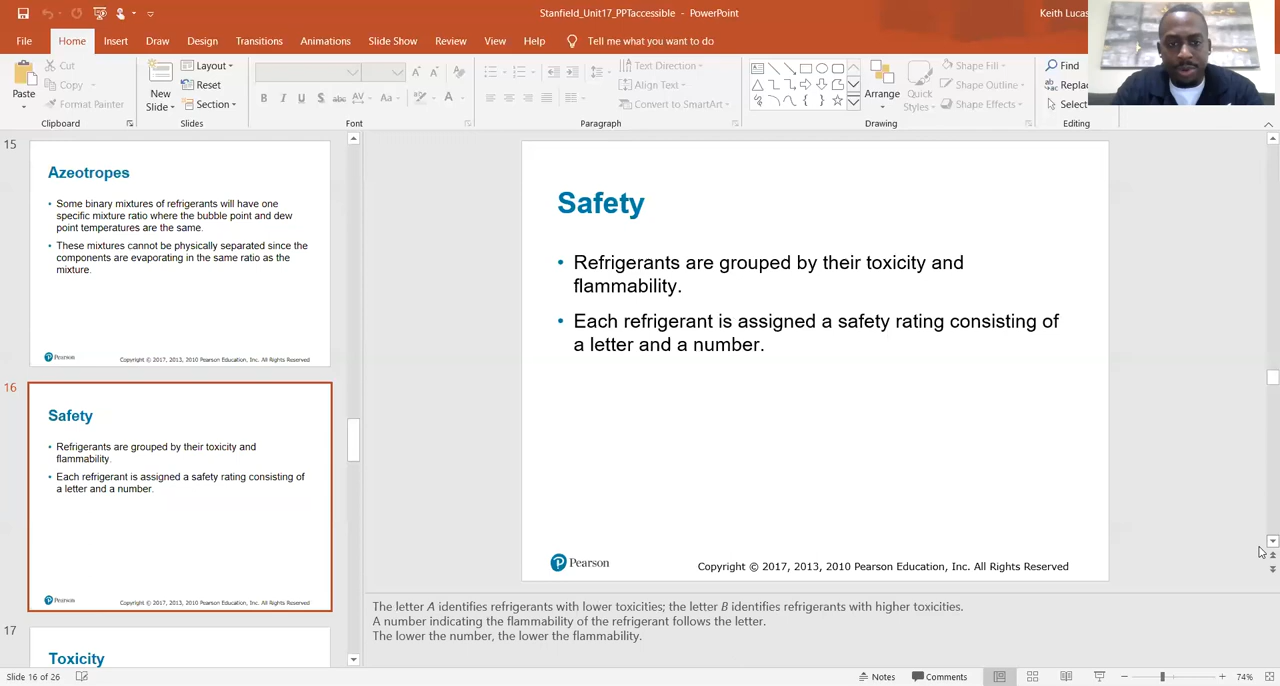 Stanfield_Unit17_PPTaccessible - PowerPoint
Keith Lucas
File Home Insert Draw Design Transitions Animations Slide Show Review View Help Tell me what you want to do
Paste
Cut
Copy
Format Painter
Clipboard
New
Slide
Layout
Reset
Section
Slides
B I U S abc AV Aa A
Font
Text Direction
Align Text
Convert to SmartArt
Paragraph
Arrange
Quick
Styles
Shape Fill
Shape Outline
Shape Effects
Drawing
Find
Replac
Select
Editing
15
Azeotropes
• Some binary mixtures of refrigerants will have one
specific mixture ratio where the bubble point and dew
point temperatures are the same.
• These mixtures cannot be physically separated since the
components are evaporating in the same ratio as the
mixture.
Pearson
Copyright © 2017, 2013, 2010 Pearson Education, Inc. All Rights Reserved
16
Safety
• Refrigerants are grouped by their toxicity and
flammability.
• Each refrigerant is assigned a safety rating consisting of
a letter and a number.
Pearson
Copyright © 2017, 2013, 2010 Pearson Education, Inc. All Rights Reserved
17
Toxicity
Safety
• Refrigerants are grouped by their toxicity and
flammability.
• Each refrigerant is assigned a safety rating consisting of
a letter and a number.
Pearson
Copyright © 2017, 2013, 2010 Pearson Education, Inc. All Rights Reserved
The letter A identifies refrigerants with lower toxicities; the letter B identifies refrigerants with higher toxicities.
A number indicating the flammability of the refrigerant follows the letter.
The lower the number, the lower the flammability.
Slide 16 of 26
Notes
Comments
74%